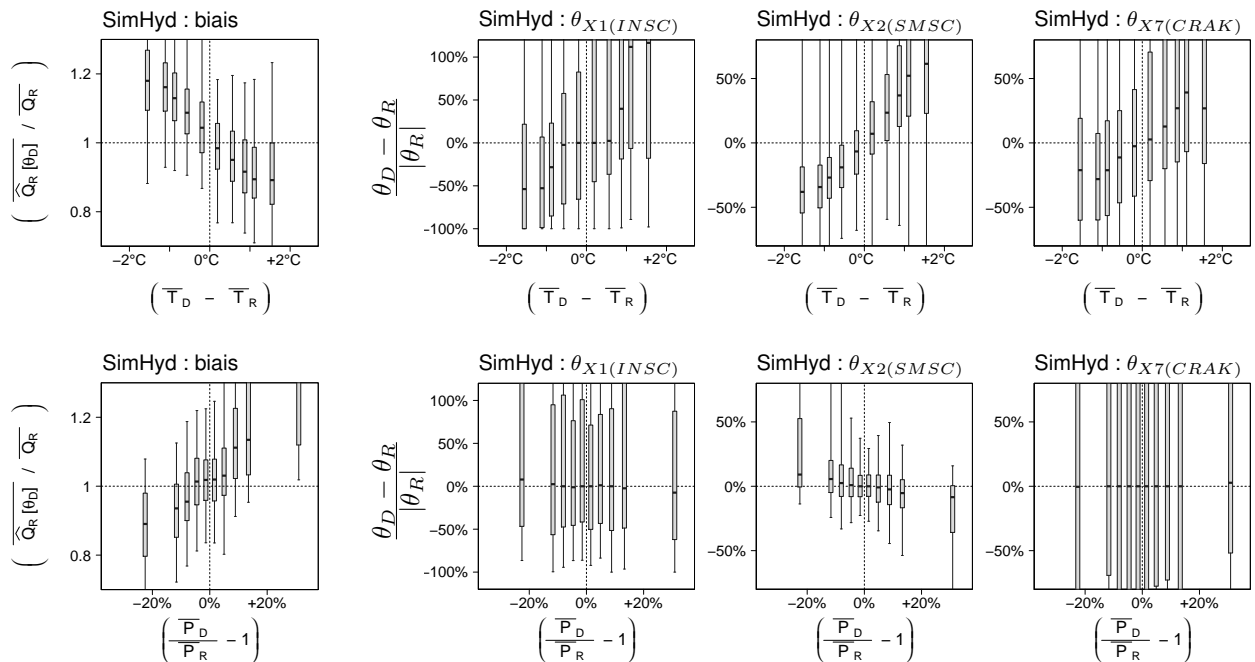 SimHyd : biais
SimHyd : θX1(INSC)
SimHyd : θX2(SMSC)
SimHyd : θX7(CRAK)
( Q̂R [θD] / QR )
1.2
1
0.8
−2°C 0°C +2°C
( TD − TR )
θD − θR
|θR|
100%
50%
0%
−50%
−100%
−2°C 0°C +2°C
( TD − TR )
50%
0%
−50%
−2°C 0°C +2°C
( TD − TR )
50%
0%
−50%
−2°C 0°C +2°C
( TD − TR )
SimHyd : biais
SimHyd : θX1(INSC)
SimHyd : θX2(SMSC)
SimHyd : θX7(CRAK)
( Q̂R [θD] / QR )
1.2
1
0.8
−20% 0% +20%
( PD / PR − 1 )
θD − θR
|θR|
100%
50%
0%
−50%
−100%
−20% 0% +20%
( PD / PR − 1 )
50%
0%
−50%
−20% 0% +20%
( PD / PR − 1 )
50%
0%
−50%
−20% 0% +20%
( PD / PR − 1 )